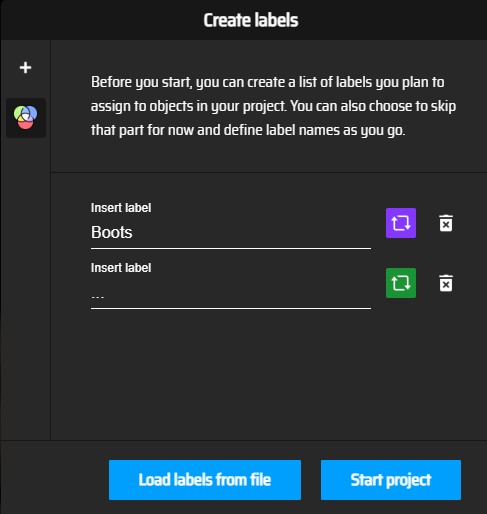 Create labels
Before you start, you can create a list of labels you plan to
assign to objects in your project. You can also choose to skip
that part for now and define label names as you go.
Insert label
Boots
Insert label
...
Load labels from file
Start project